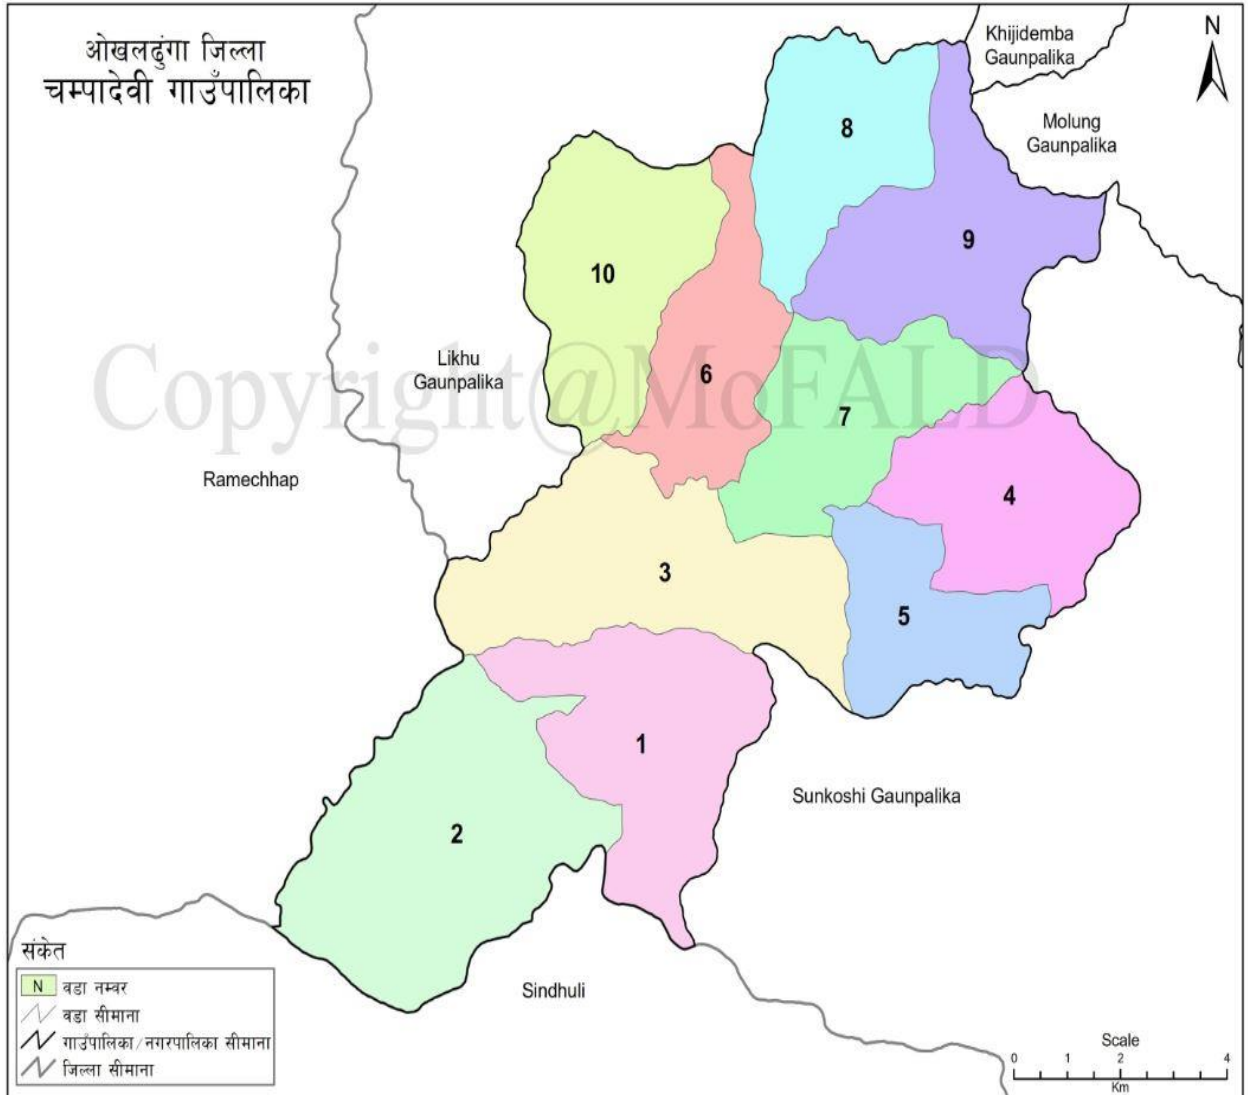 ओखलढुंगा जिल्ला
चम्पादेवी गाउँपालिका
Khijidemba
Gaunpalika
N
Molung
Gaunpalika
8
9
10
Likhu
Gaunpalika
6
7
Copyright@MoFALD
Ramechhap
4
3
5
1
Sunkoshi Gaunpalika
2
Sindhuli
संकेत
N वडा नम्वर
वडा सीमाना
गाउँपालिका/नगरपालिका सीमाना
जिल्ला सीमाना
Scale
0 1 2 4
Km